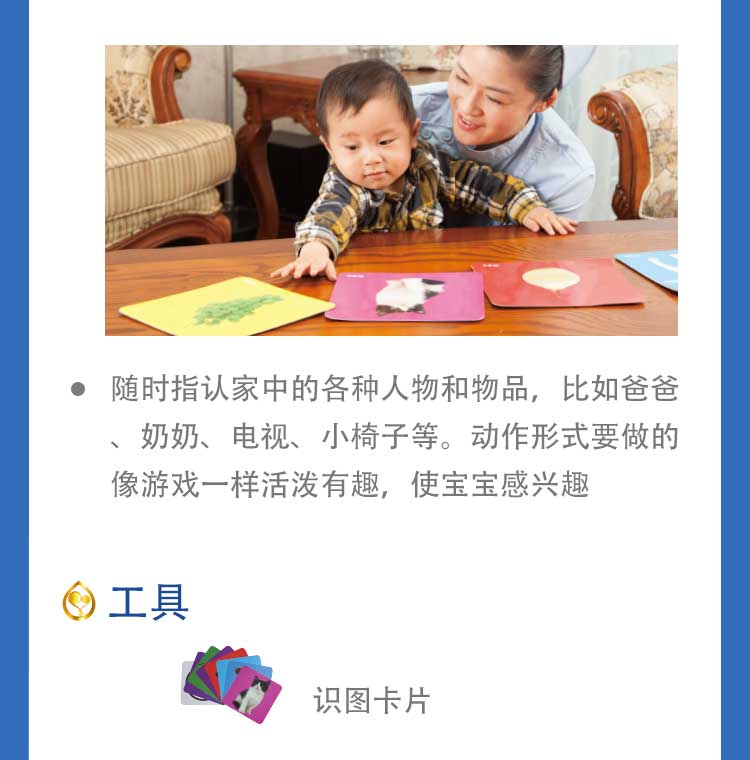 随时指认家中的各种人物和物品，比如爸爸
、奶奶、电视、小椅子等。动作形式要做的
像游戏一样活泼有趣，使宝宝感兴趣
工具
识图卡片